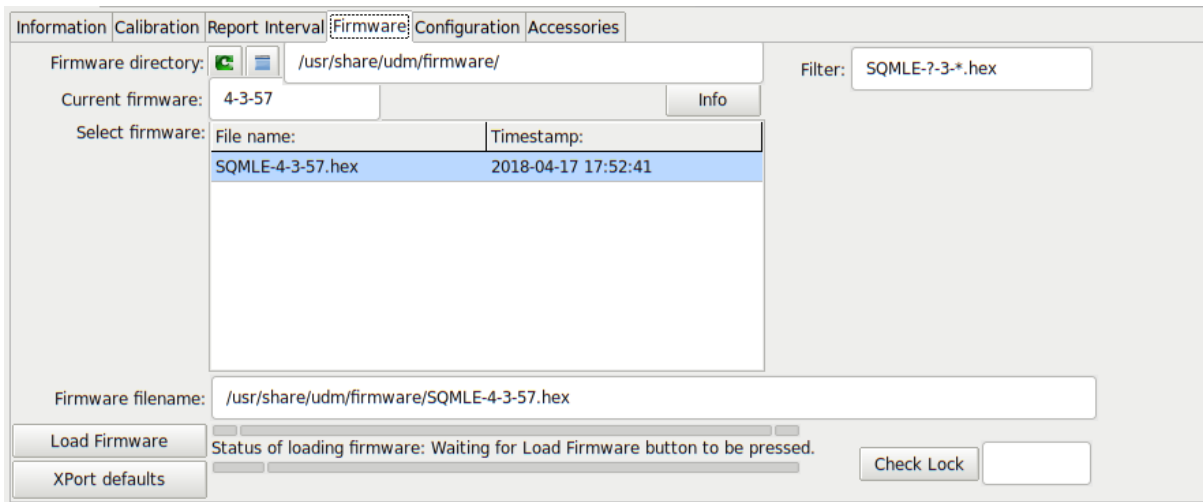 Information Calibration Report Interval Firmware Configuration Accessories
Firmware directory: /usr/share/udm/firmware/ Filter: SQMLE-?-3-*.hex
Current firmware: 4-3-57 Info
Select firmware: File name: Timestamp:
SQMLE-4-3-57.hex 2018-04-17 17:52:41
Firmware filename: /usr/share/udm/firmware/SQMLE-4-3-57.hex
Load Firmware
Status of loading firmware: Waiting for Load Firmware button to be pressed.
Check Lock
XPort defaults